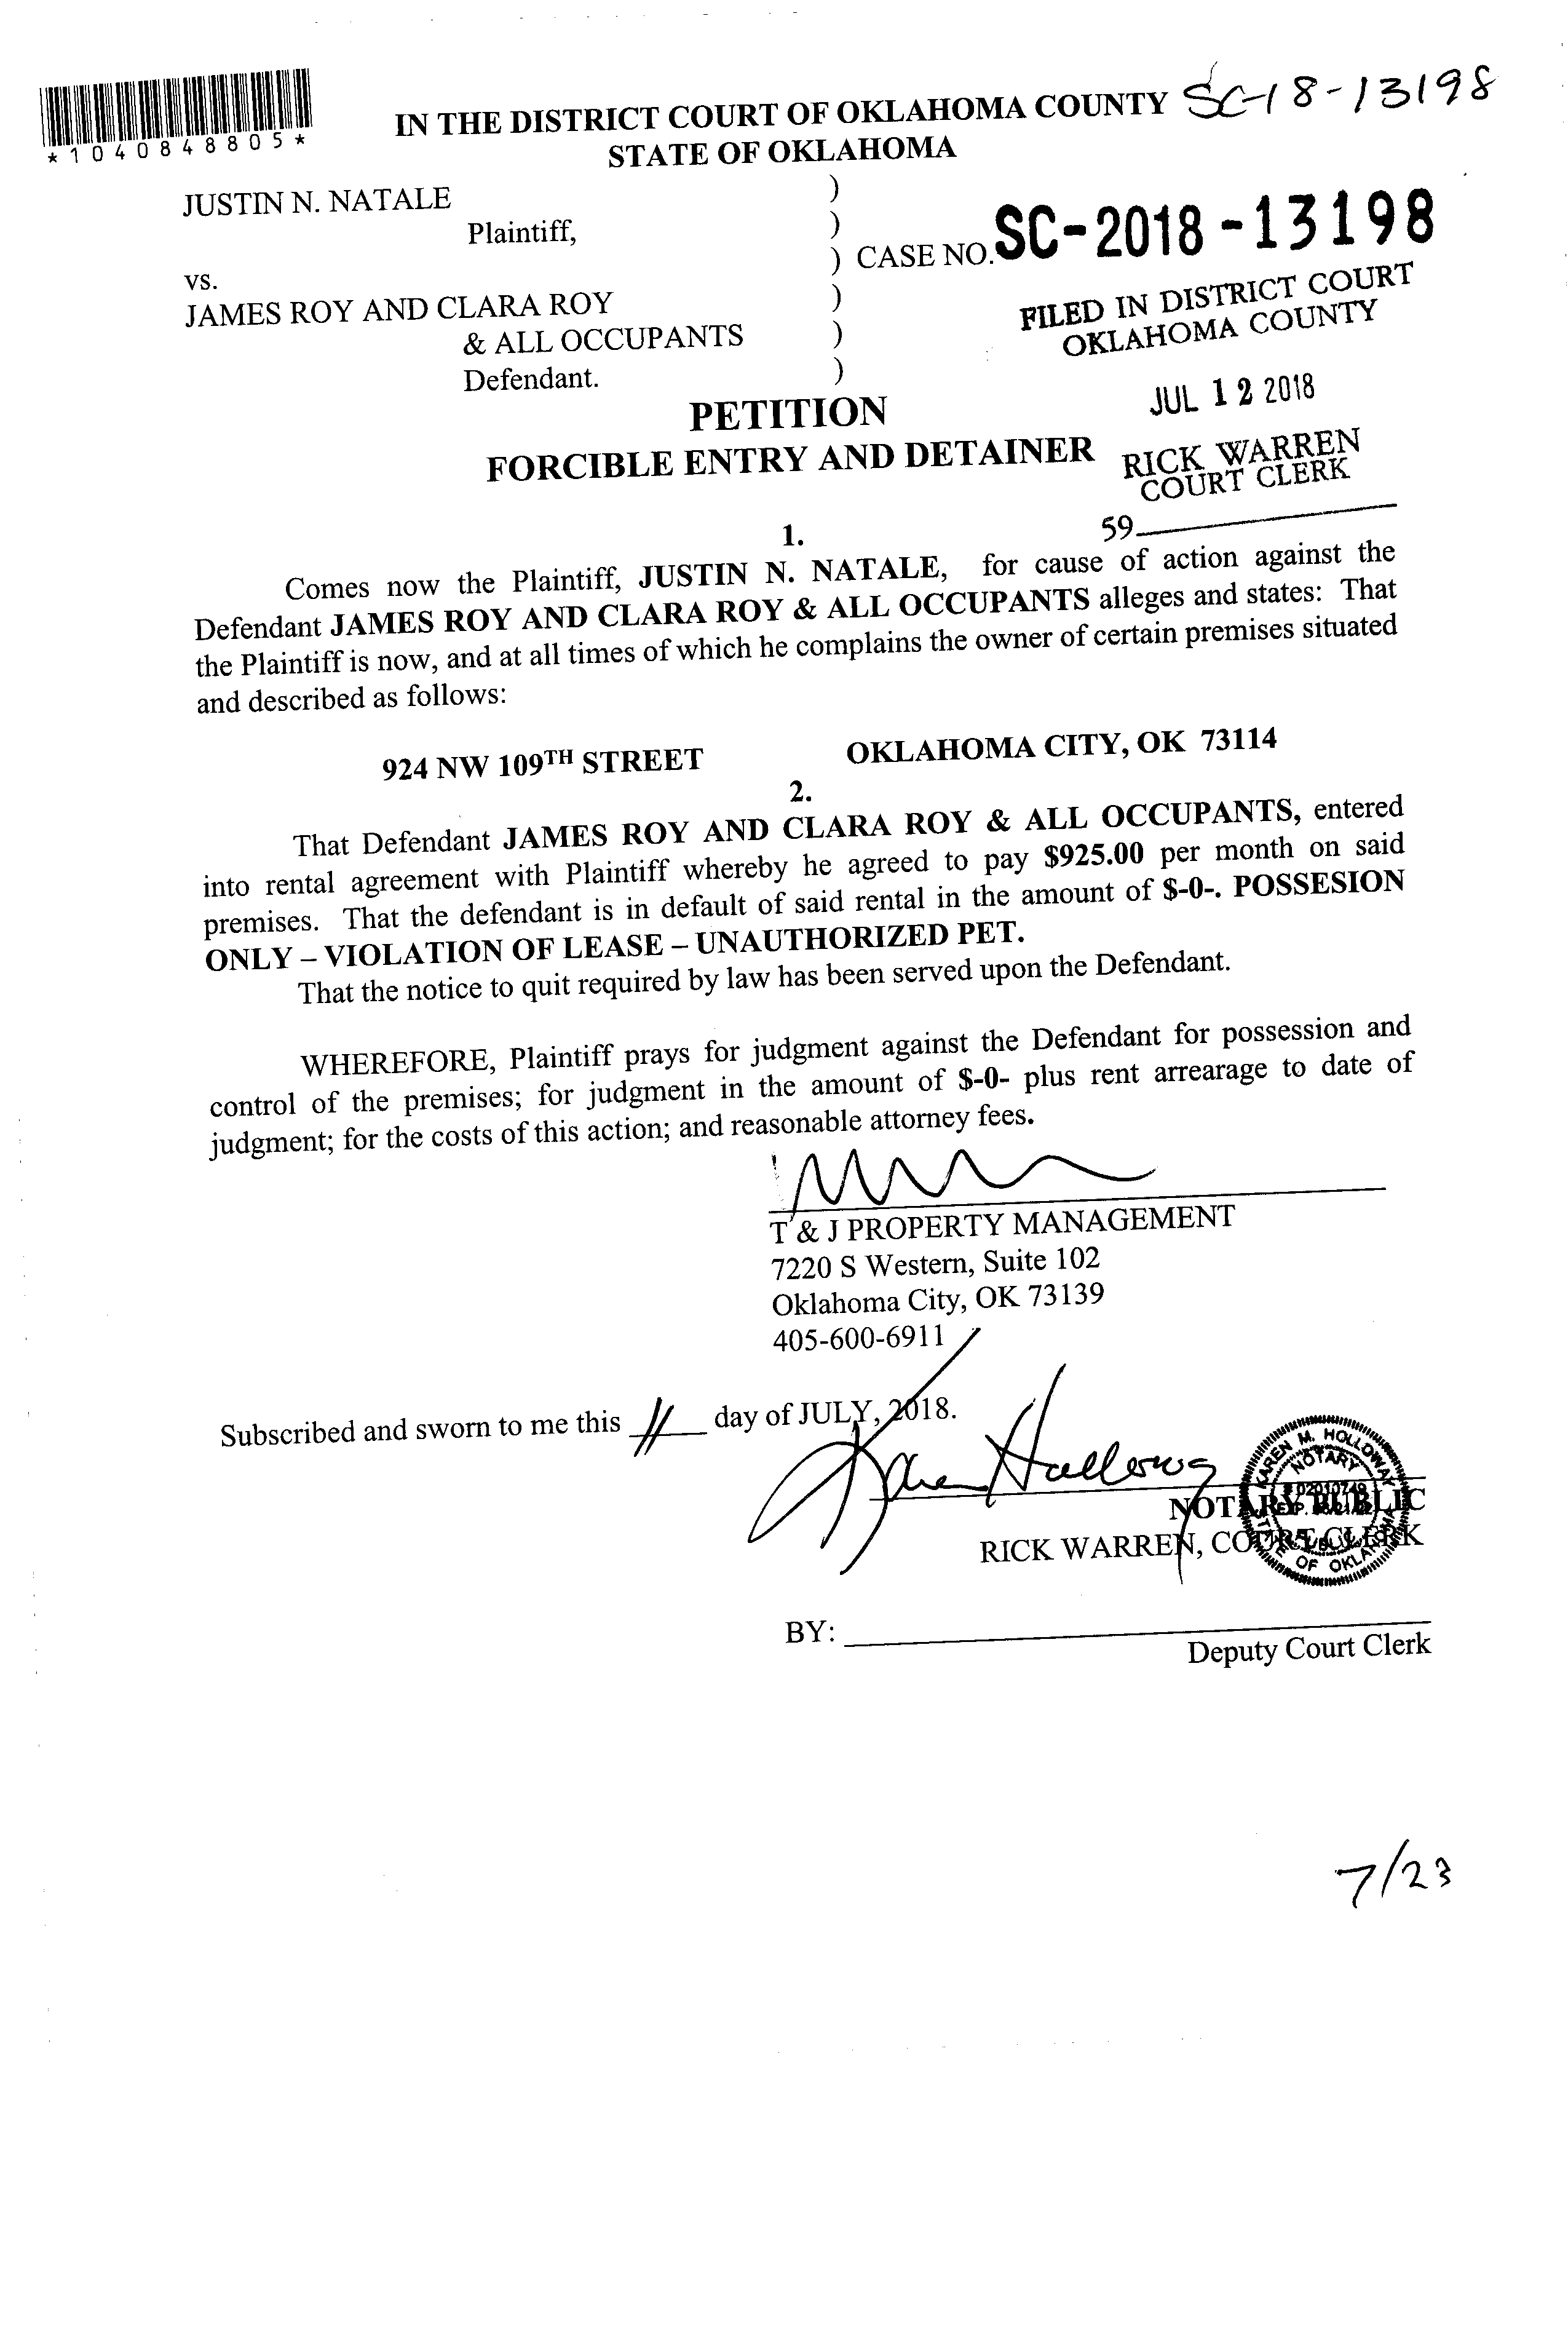 *1040848805*
IN THE DISTRICT COURT OF OKLAHOMA COUNTY SC-18-13198
STATE OF OKLAHOMA
JUSTIN N. NATALE )
Plaintiff, )
) CASE NO. SC-2018-13198
vs.
JAMES ROY AND CLARA ROY )
& ALL OCCUPANTS )
Defendant. )
FILED IN DISTRICT COURT
OKLAHOMA COUNTY
JUL 12 2018
RICK WARREN
COURT CLERK
59
PETITION
FORCIBLE ENTRY AND DETAINER
1.
Comes now the Plaintiff, JUSTIN N. NATALE, for cause of action against the
Defendant JAMES ROY AND CLARA ROY & ALL OCCUPANTS alleges and states: That
the Plaintiff is now, and at all times of which he complains the owner of certain premises situated
and described as follows:
924 NW 109TH STREET OKLAHOMA CITY, OK 73114
2.
That Defendant JAMES ROY AND CLARA ROY & ALL OCCUPANTS, entered
into rental agreement with Plaintiff whereby he agreed to pay $925.00 per month on said
premises. That the defendant is in default of said rental in the amount of $-0-. POSSESION
ONLY – VIOLATION OF LEASE – UNAUTHORIZED PET.
That the notice to quit required by law has been served upon the Defendant.
WHEREFORE, Plaintiff prays for judgment against the Defendant for possession and
control of the premises; for judgment in the amount of $-0- plus rent arrearage to date of
judgment; for the costs of this action; and reasonable attorney fees.
T & J PROPERTY MANAGEMENT
7220 S Western, Suite 102
Oklahoma City, OK 73139
405-600-6911
Subscribed and sworn to me this 11 day of JULY, 2018.
Karen Holloway
NOTARY PUBLIC
RICK WARREN, COURT CLERK
KAREN M. HOLLOWAY
NOTARY
# 02010749
EXP.
PUBLIC
STATE OF OKLAHOMA
BY:
Deputy Court Clerk
7/23